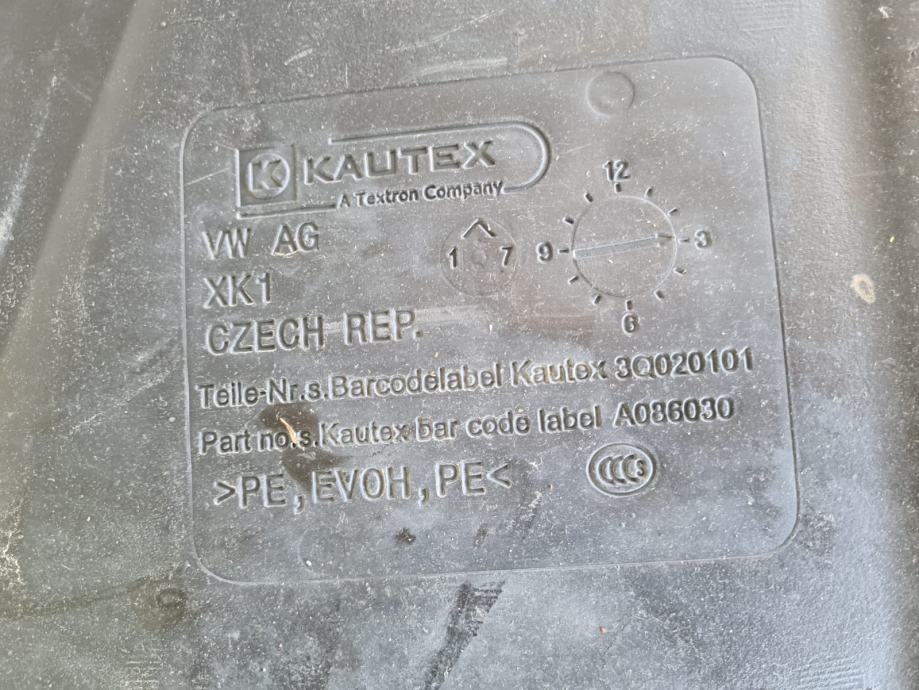 K KAUTEX
A Textron Company
VW AG
1 7
12
3
6
9
XK1
CZECH REP.
Teile-Nr.s.Barcodelabel Kautex 3Q020101
Part no.s.Kautex bar code label A086030
>PE,EVOH,PE<
CCCS